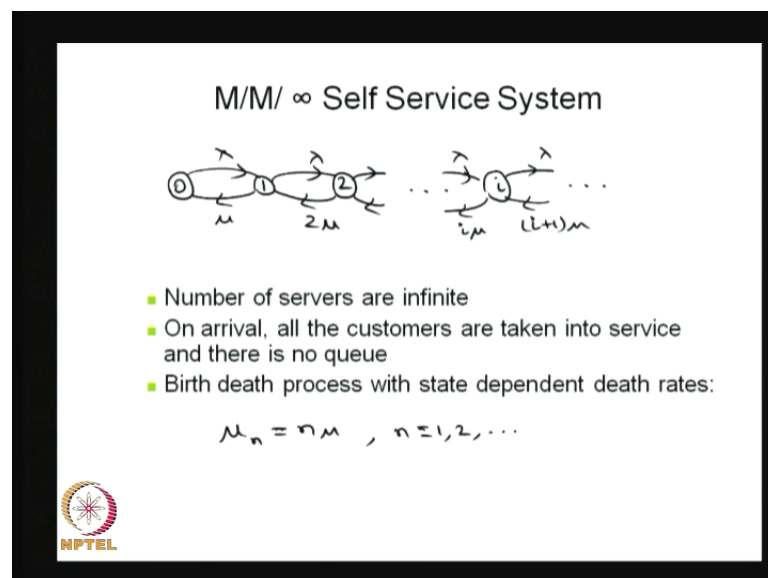 M/M/ ∞ Self Service System
λ λ λ λ
0 1 2 ... i ...
μ 2μ iμ (i+1)μ
Number of servers are infinite
On arrival, all the customers are taken into service
and there is no queue
Birth death process with state dependent death rates:
μn = nμ , n=1,2,...
NPTEL